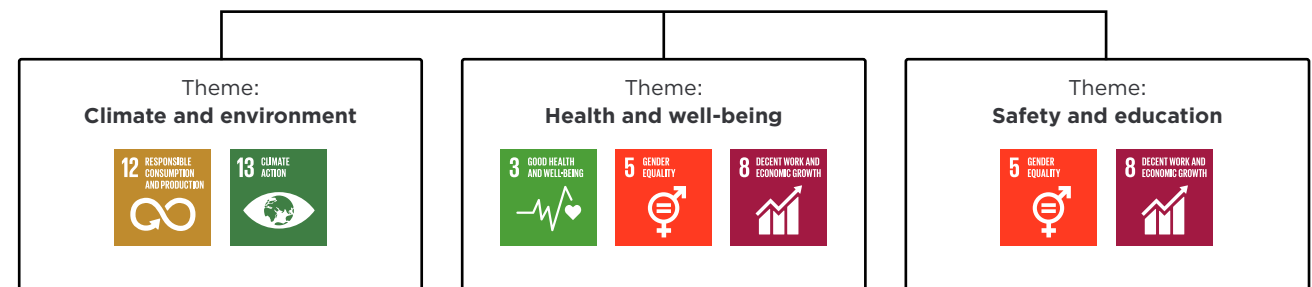 Theme:
Climate and environment
12 RESPONSIBLE
CONSUMPTION
AND PRODUCTION
13 CLIMATE
ACTION
Theme:
Health and well-being
3 GOOD HEALTH
AND WELL-BEING
5 GENDER
EQUALITY
8 DECENT WORK AND
ECONOMIC GROWTH
Theme:
Safety and education
5 GENDER
EQUALITY
8 DECENT WORK AND
ECONOMIC GROWTH